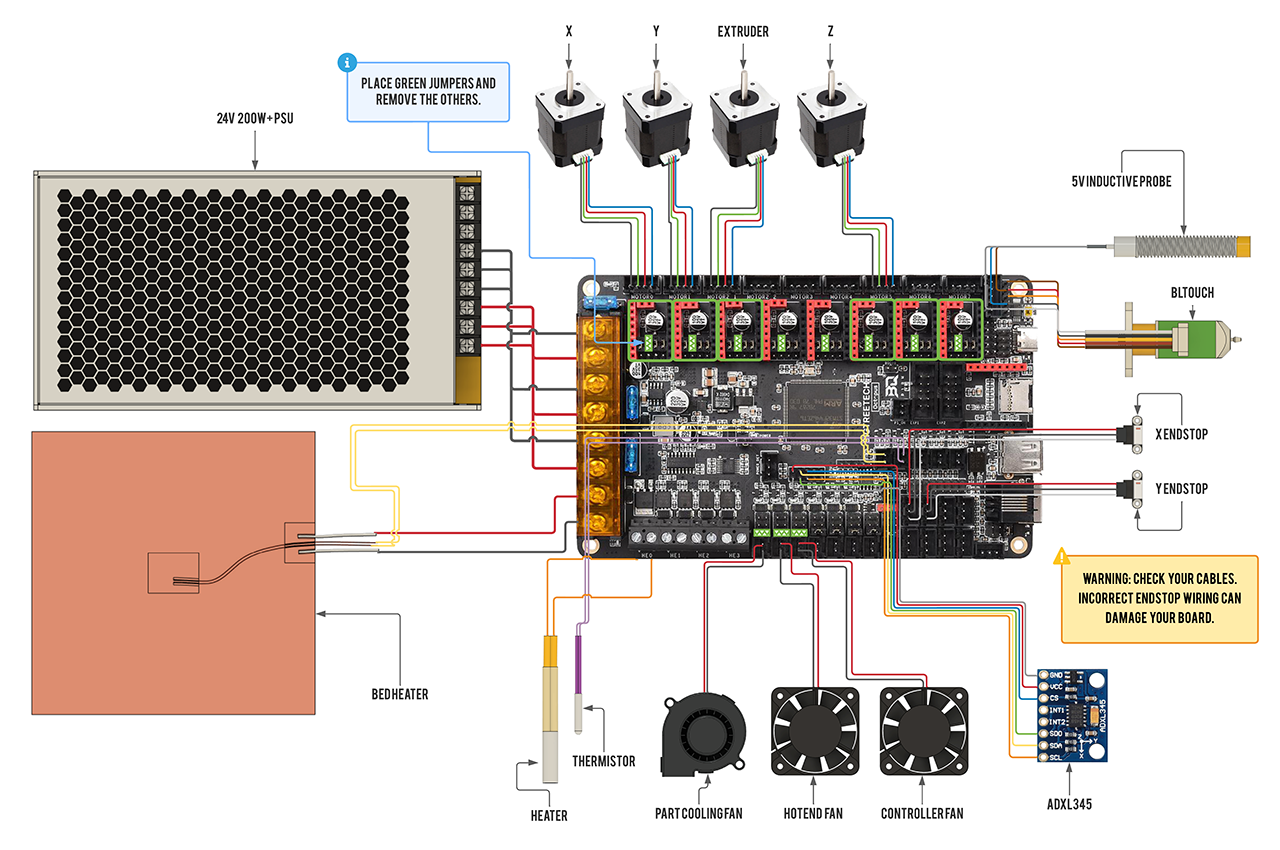 X
Y
EXTRUDER
Z
i
PLACE GREEN JUMPERS AND
REMOVE THE OTHERS.
24V 200W+ PSU
5V INDUCTIVE PROBE
BLTOUCH
MOTOR0
MOTOR1
MOTOR2
MOTOR2
MOTOR3
MOTOR4
MOTOR5
Octopus
X ENDSTOP
Y ENDSTOP
HE0
HE1
HE2
HE3
WARNING: CHECK YOUR CABLES.
INCORRECT ENDSTOP WIRING CAN
DAMAGE YOUR BOARD.
BED HEATER
GND
VCC
CS
INT1
INT2
SDO
SDA
SCL
ADXL345
THERMISTOR
HEATER
PART COOLING FAN
HOTEND FAN
CONTROLLER FAN
ADXL345